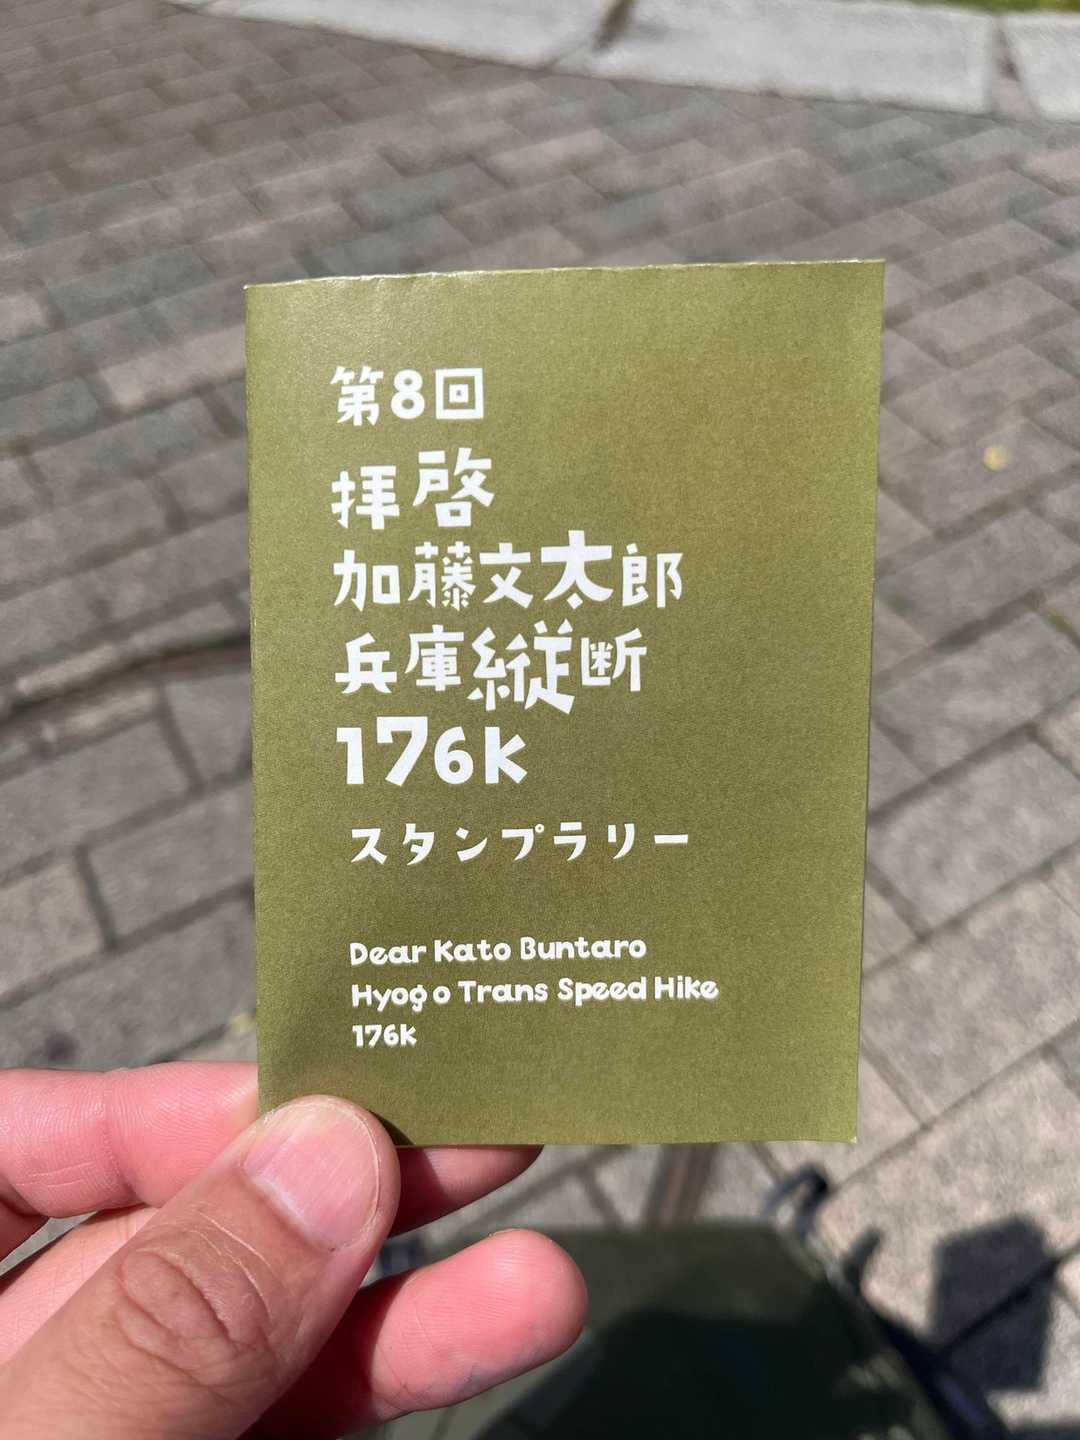 第8回
拝啓
加藤文太郎
兵庫縦断
176k
スタンプラリー
Dear Kato Buntaro
Hyogo Trans Speed Hike
176k